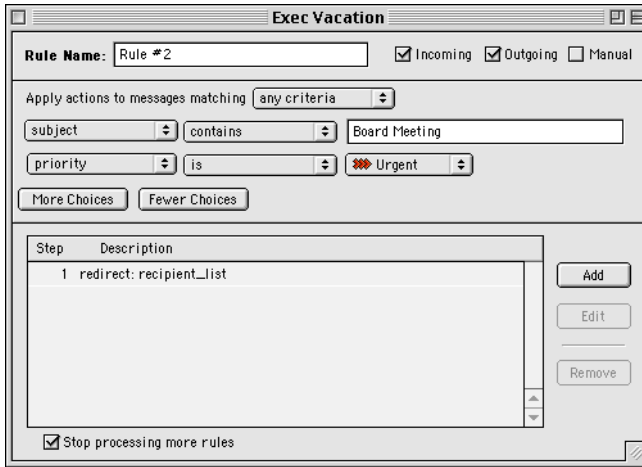 Exec Vacation
Rule Name: Rule #2 Incoming Outgoing Manual
Apply actions to messages matching any criteria
subject contains Board Meeting
priority is Urgent
More Choices Fewer Choices
Step Description
1 redirect: recipient_list
Add
Edit
Remove
Stop processing more rules